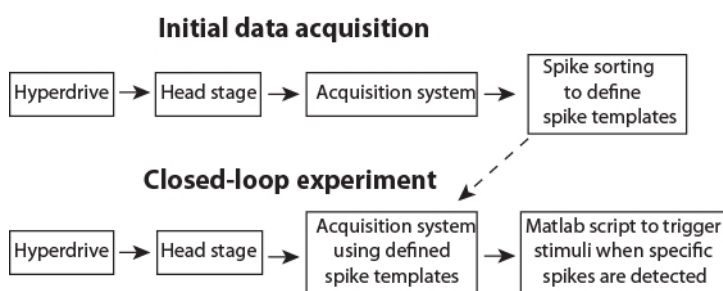 Initial data acquisition
Hyperdrive
Head stage
Acquisition system
Spike sorting
to define
spike templates
Closed-loop experiment
Hyperdrive
Head stage
Acquisition system
using defined
spike templates
Matlab script to trigger
stimuli when specific
spikes are detected